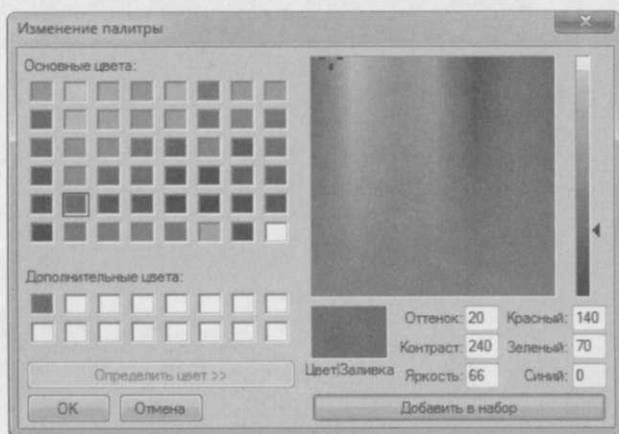 Изменение палитры
Основные цвета:
Дополнительные цвета:
Определить цвет >>
ОК
Отмена
Цвет|Заливка
Оттенок: 20
Контраст: 240
Яркость: 66
Красный: 140
Зеленый: 70
Синий: 0
Добавить в набор